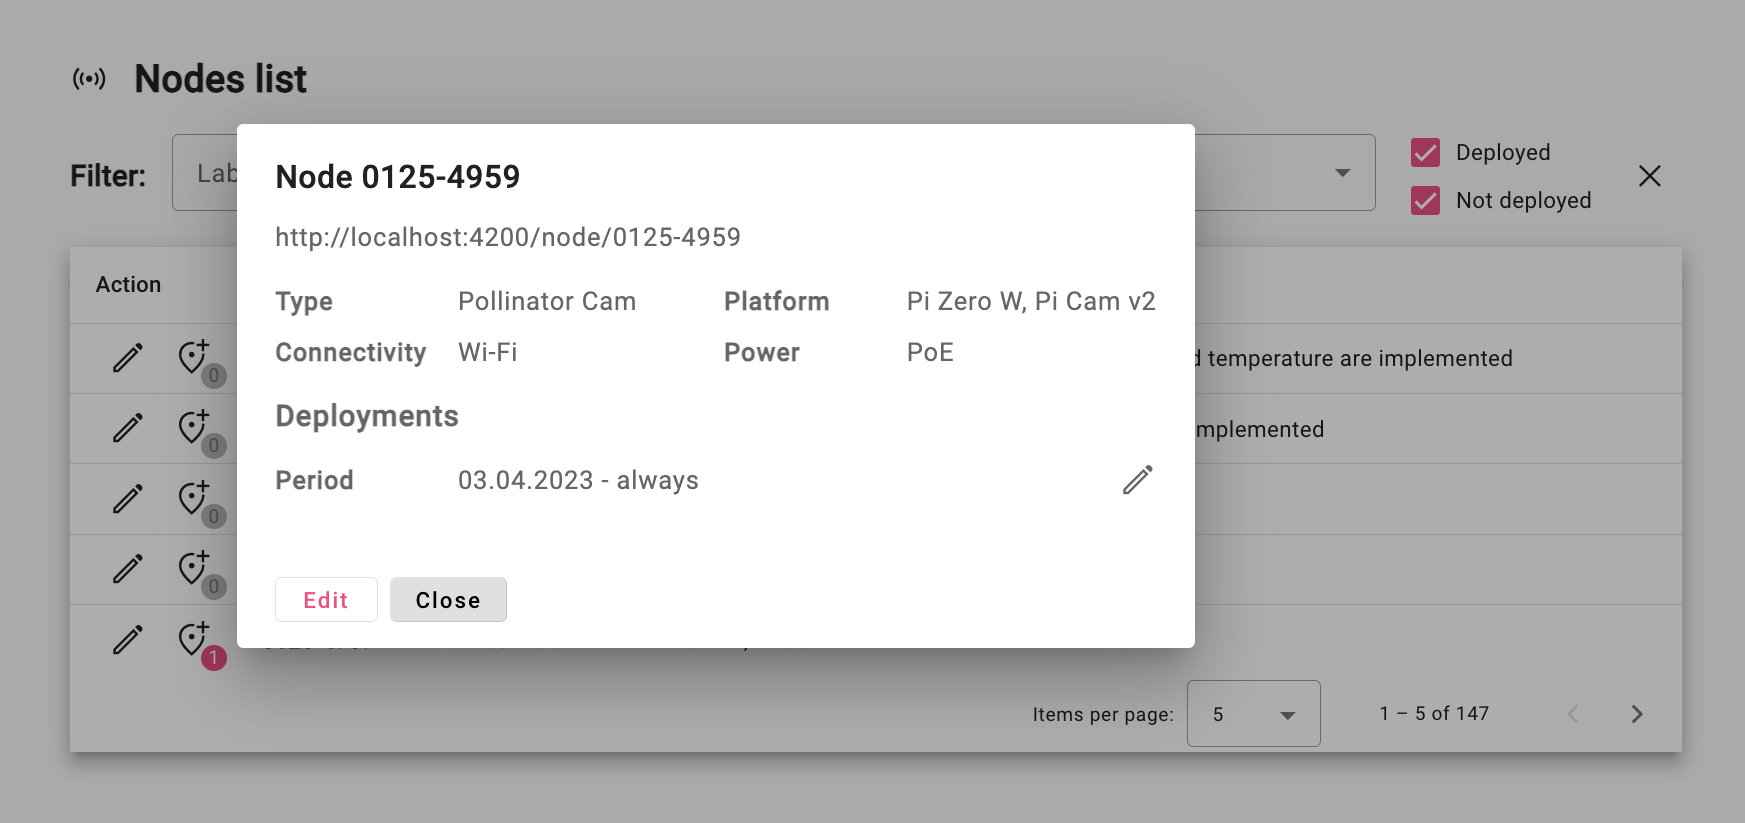 Nodes list
Filter:
Lab
Deployed
Not deployed
Action
Node 0125-4959
http://localhost:4200/node/0125-4959
Type Pollinator Cam Platform Pi Zero W, Pi Cam v2
Connectivity Wi-Fi Power PoE
Deployments
Period 03.04.2023 - always
Edit Close
0
d temperature are implemented
0
mplemented
0
0
1
Items per page: 5 1 – 5 of 147